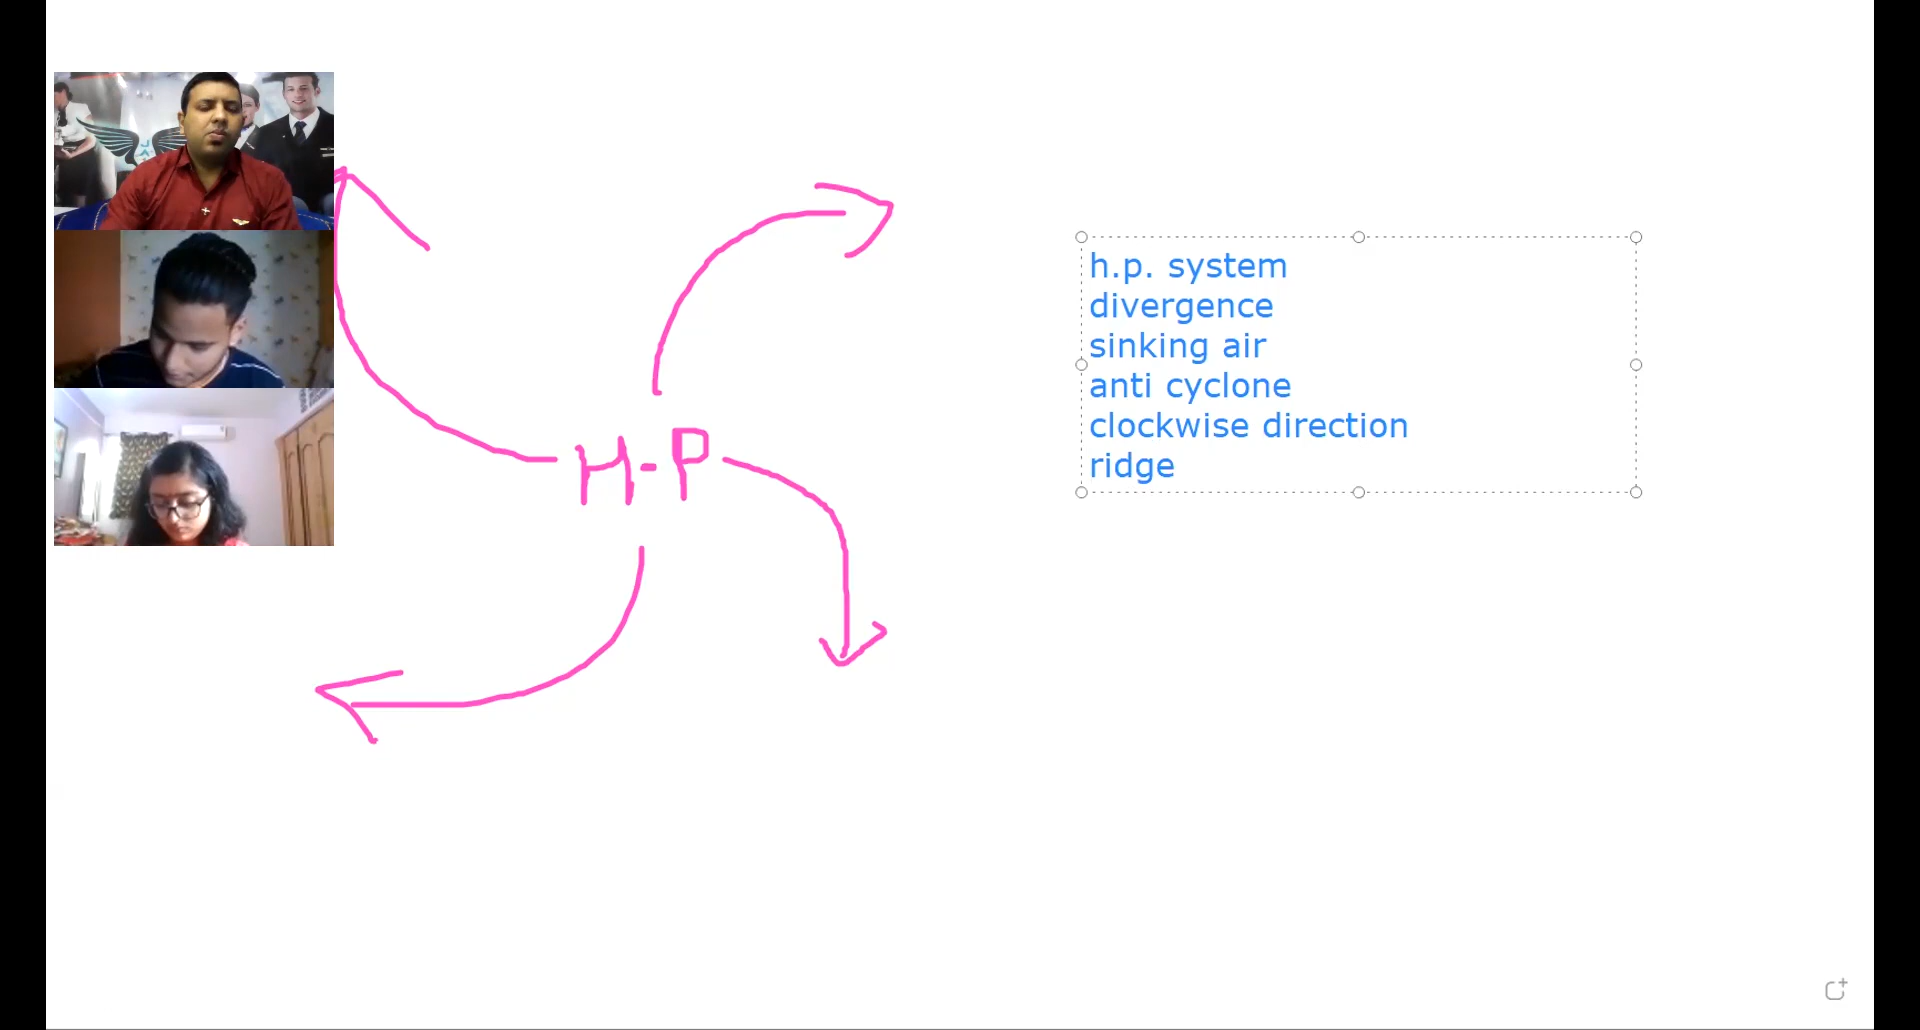 H-P
h.p. system
divergence
sinking air
anti cyclone
clockwise direction
ridge